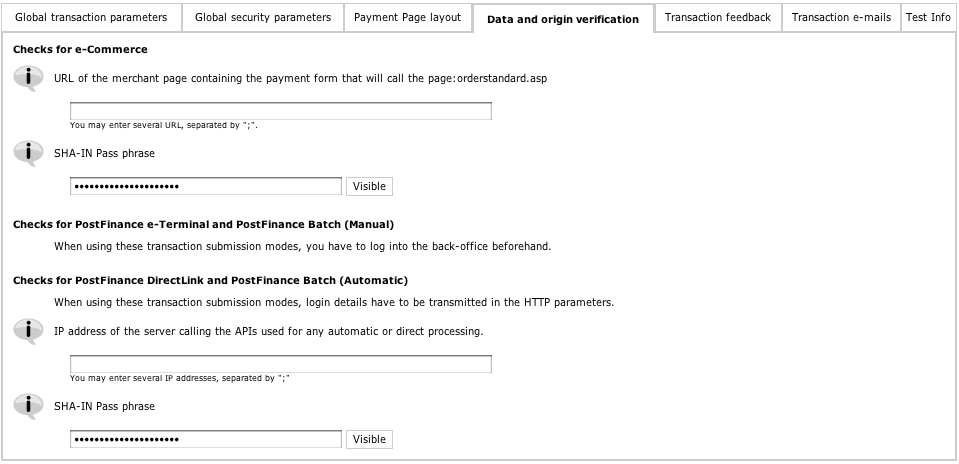 Global transaction parameters Global security parameters Payment Page layout Data and origin verification Transaction feedback Transaction e-mails Test Info
Checks for e-Commerce
URL of the merchant page containing the payment form that will call the page:orderstandard.asp
You may enter several URL, separated by ";".
SHA-IN Pass phrase
••••••••••••••••••••• Visible
Checks for PostFinance e-Terminal and PostFinance Batch (Manual)
When using these transaction submission modes, you have to log into the back-office beforehand.
Checks for PostFinance DirectLink and PostFinance Batch (Automatic)
When using these transaction submission modes, login details have to be transmitted in the HTTP parameters.
IP address of the server calling the APIs used for any automatic or direct processing.
You may enter several IP addresses, separated by ";"
SHA-IN Pass phrase
••••••••••••••••••••• Visible